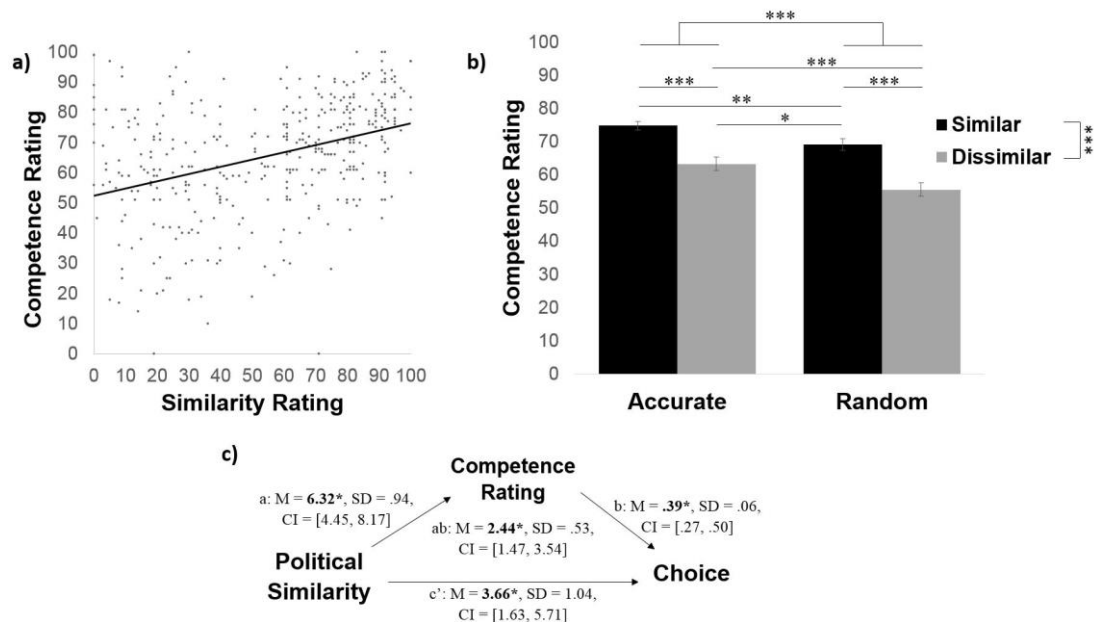 a)
Competence Rating
100
90
80
70
60
50
40
30
20
10
0
0 10 20 30 40 50 60 70 80 90 100
Similarity Rating
b)
Competence Rating
100
90
80
70
60
50
40
30
20
10
0
***
***
*** ***
**
*
Similar
Dissimilar
***
Accurate Random
c)
Competence
Rating
a: M = 6.32*, SD = .94,
CI = [4.45, 8.17]
b: M = .39*, SD = .06,
CI = [.27, .50]
ab: M = 2.44*, SD = .53,
CI = [1.47, 3.54]
Political
Similarity
Choice
c’: M = 3.66*, SD = 1.04,
CI = [1.63, 5.71]